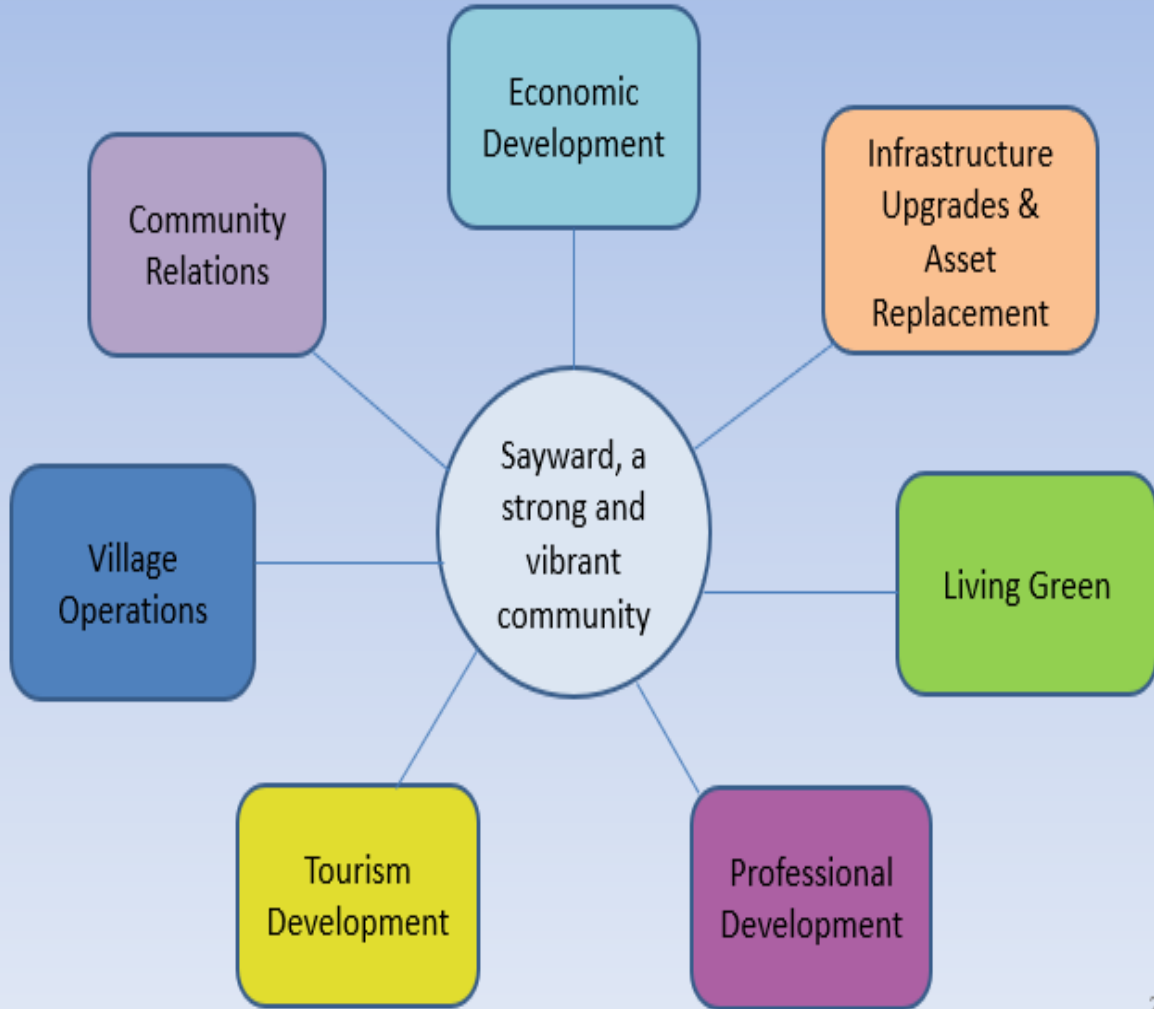 Economic
Development
Infrastructure
Upgrades &
Asset
Replacement
Living Green
Professional
Development
Tourism
Development
Village
Operations
Community
Relations
Sayward, a
strong and
vibrant
community